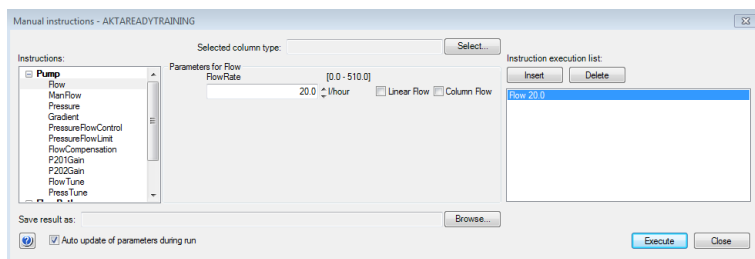 Manual instructions - AKTAREADYTRAINING
Selected column type:
Select...
Instructions:
Pump
Flow
ManFlow
Pressure
Gradient
PressureFlowControl
PressureFlowLimit
FlowCompensation
P201Gain
P202Gain
FlowTune
PressTune
Parameters for Flow
FlowRate [0.0 - 510.0]
20.0 l/hour Linear Flow Column Flow
Instruction execution list:
Insert Delete
Flow 20.0
Save result as:
Browse...
Auto update of parameters during run
Execute Close